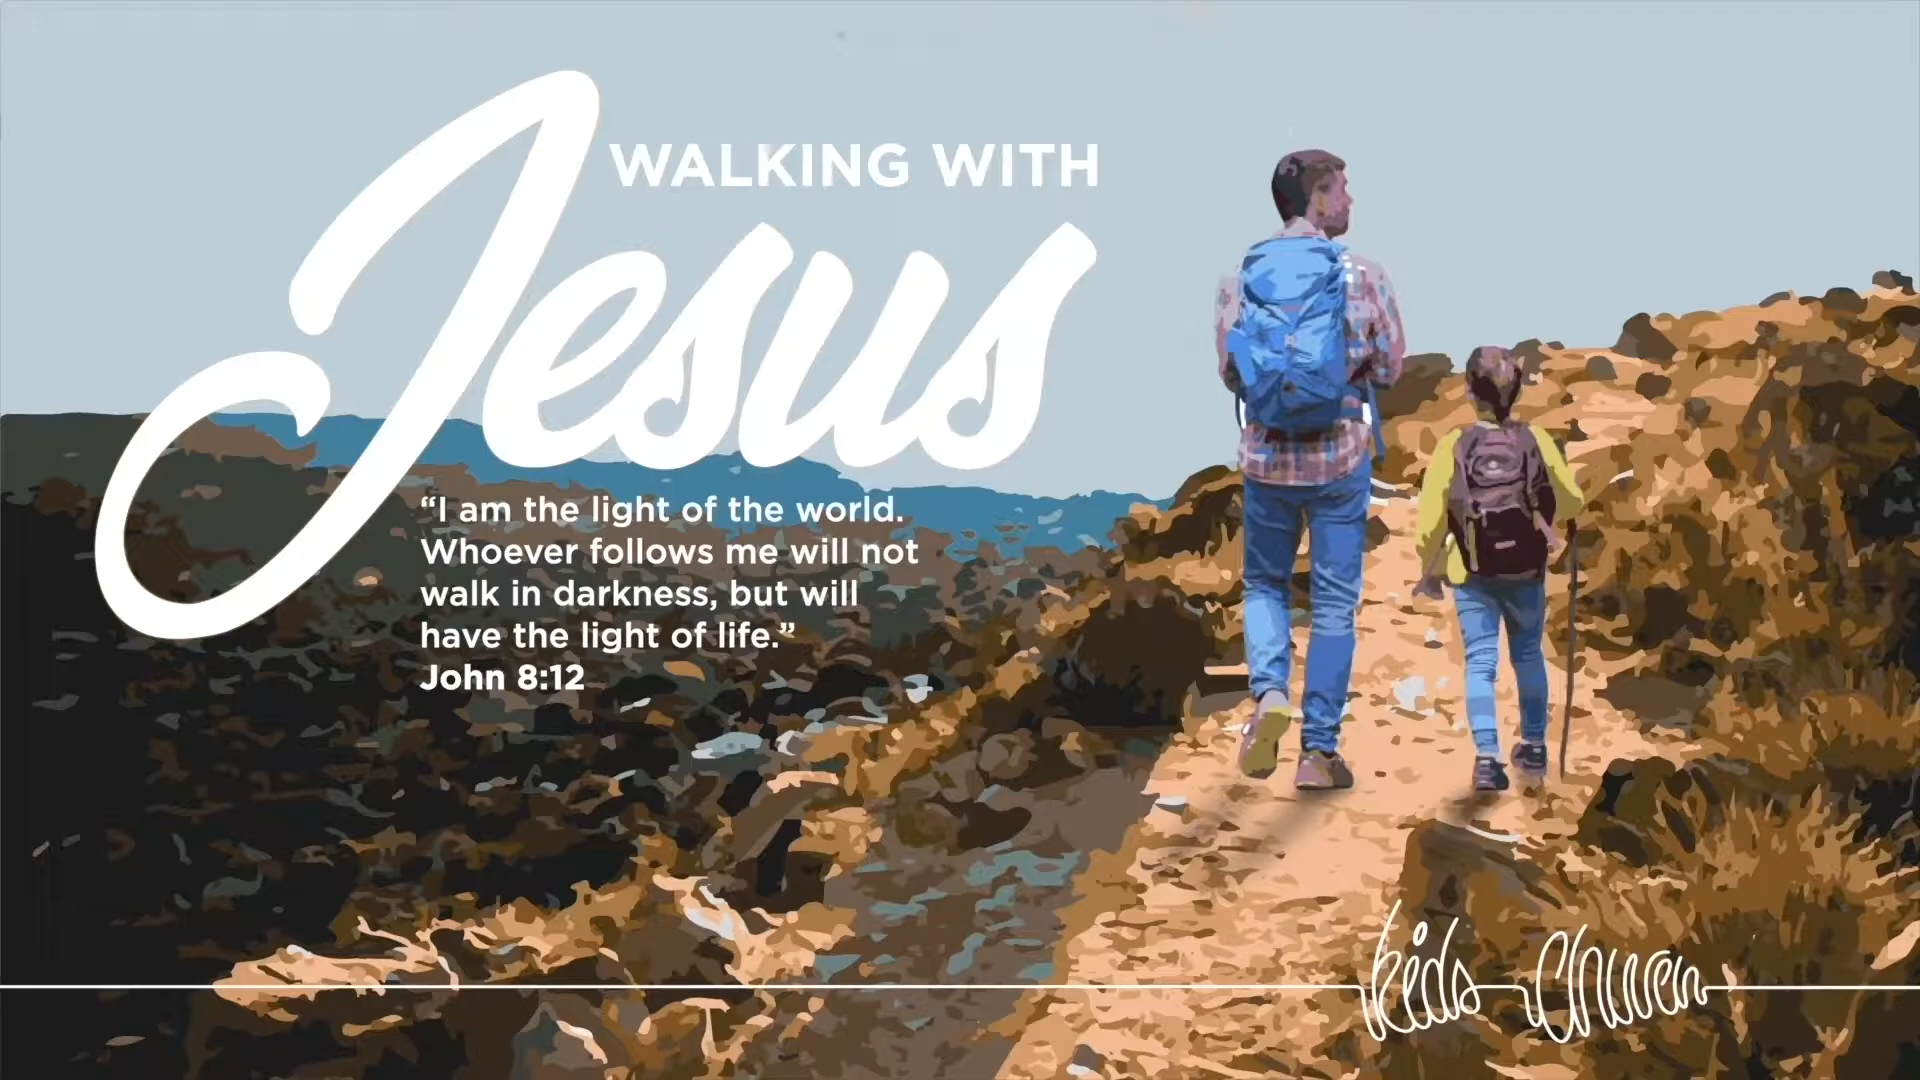 WALKING WITH
Jesus
“I am the light of the world.
Whoever follows me will not
walk in darkness, but will
have the light of life.”
John 8:12
kids Church